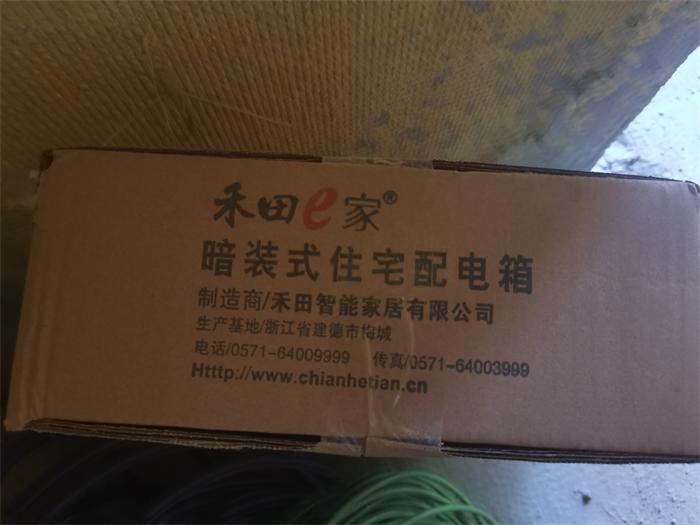 禾田e家®
暗装式住宅配电箱
制造商/禾田智能家居有限公司
生产基地/浙江省建德市梅城
电话/0571-64009999 传真/0571-64003999
Htttp://www.chianhetian.cn